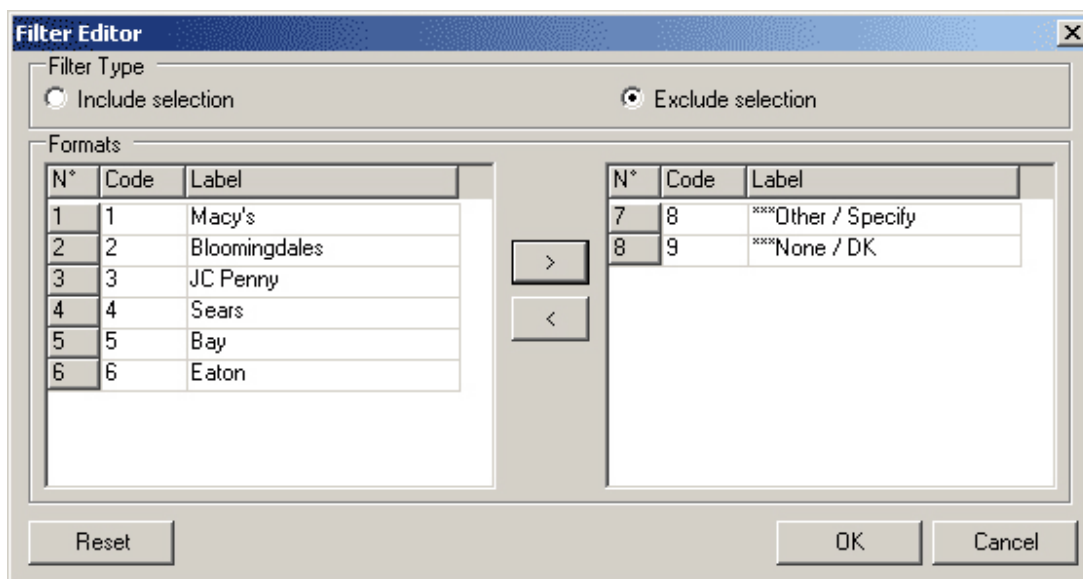 Filter Editor
Filter Type
Include selection Exclude selection
Formats
N° Code Label N° Code Label
1 1 Macy's 7 8 ***Other / Specify
2 2 Bloomingdales 8 9 ***None / DK
3 3 JC Penny
4 4 Sears
5 5 Bay
6 6 Eaton
>
<
Reset OK Cancel